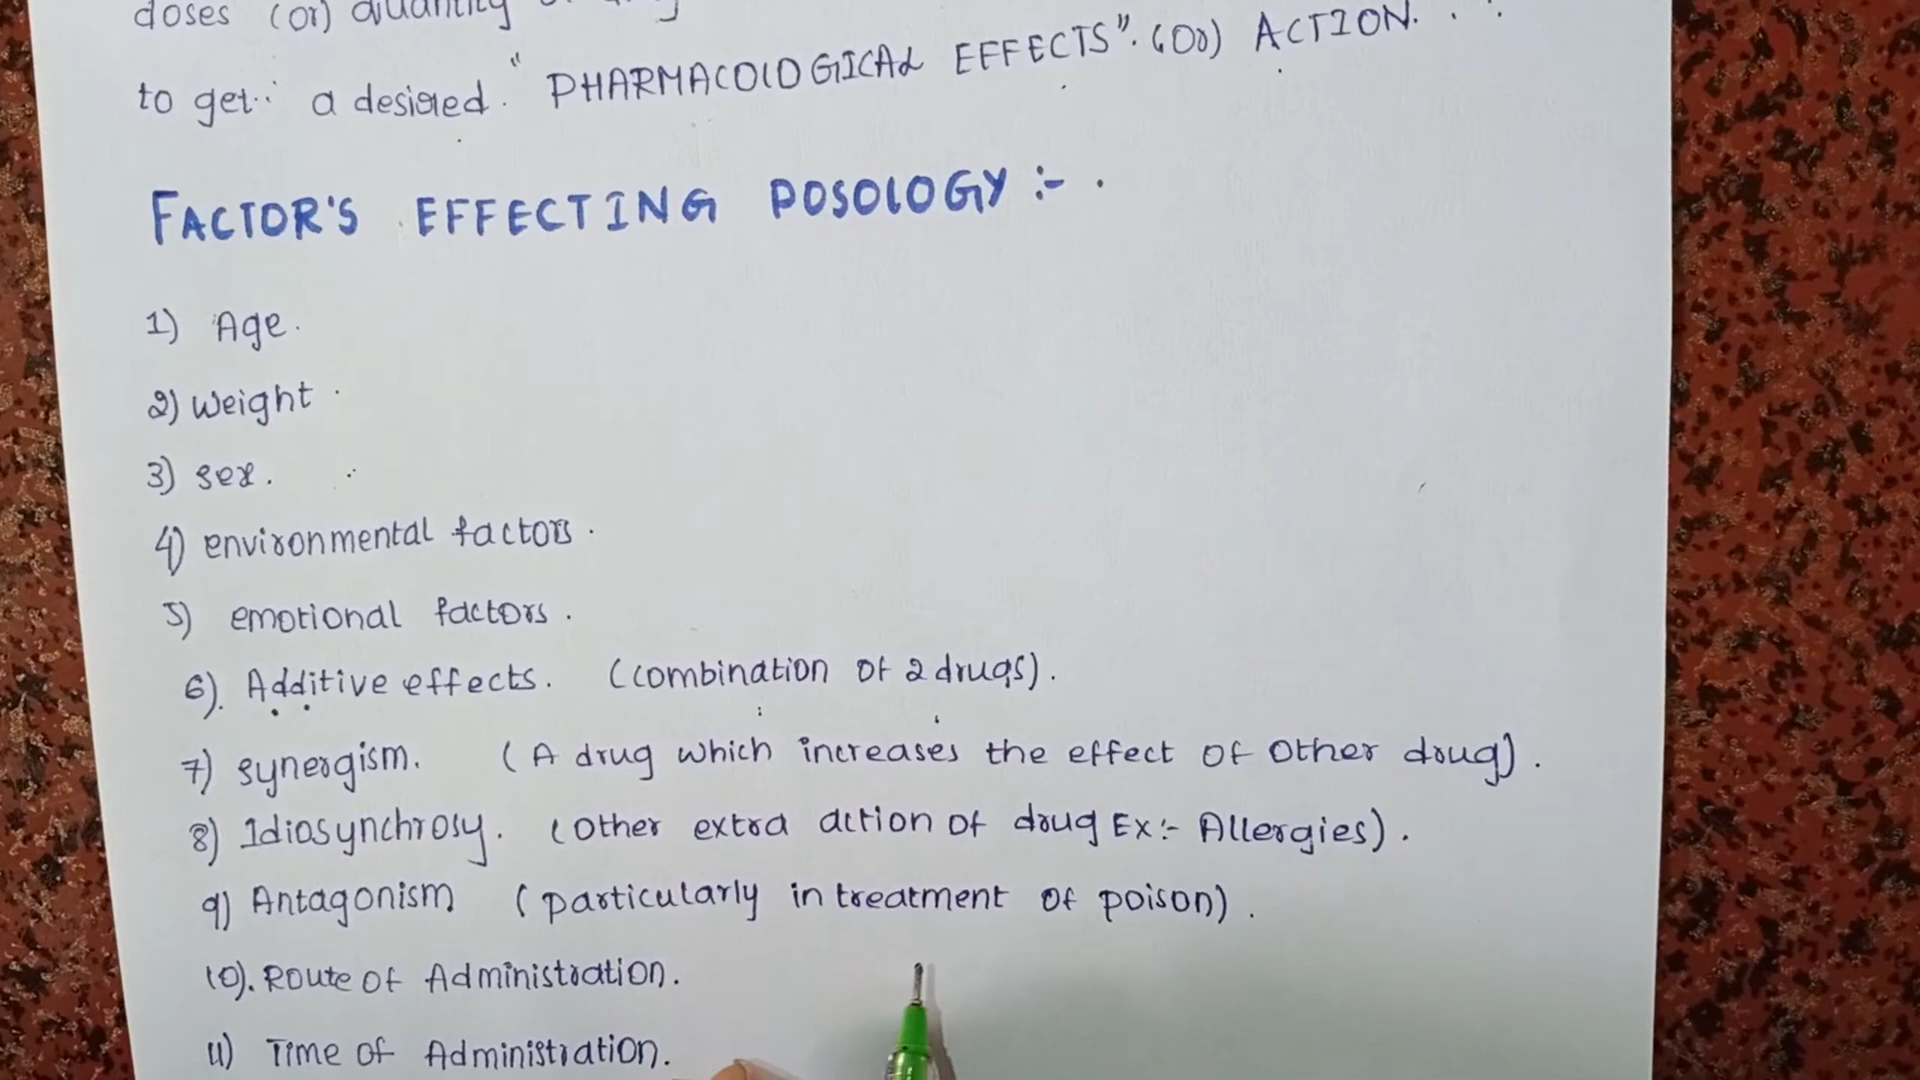 doses (or) quantity
to get a desired "PHARMACOLOGICAL EFFECTS". (Or) ACTION.
FACTOR'S EFFECTING POSOLOGY :-
1) Age.
2) weight.
3) sex.
4) environmental factors.
5) emotional factors.
6). Additive effects. (combination of 2 drugs).
7) synergism. (A drug which increases the effect of other drug).
8) Idiosynchrosy. (other extra action of drug Ex:- Allergies).
9) Antagonism (particularly in treatment of poison).
10). Route of Administration.
11) Time of Administration.